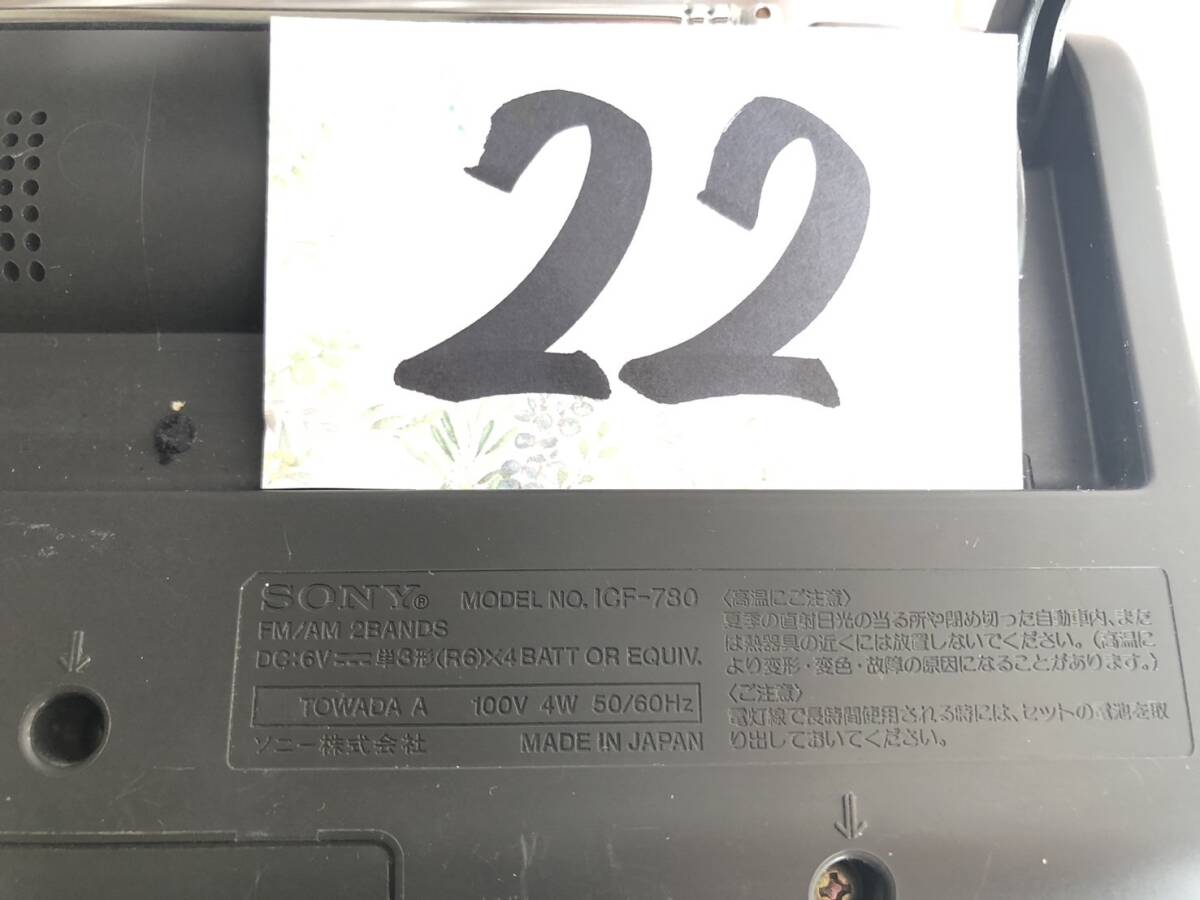 22
SONY® MODEL NO. ICF-780
FM/AM 2BANDS
DC:6V⎓単3形(R6)×4BATT OR EQUIV.
TOWADA A 100V 4W 50/60Hz
ソニー株式会社 MADE IN JAPAN
〈高温にご注意〉
夏季の直射日光の当る所や閉め切った自動車内、また
は熱器具の近くには放置しないでください。(高温に
より変形・変色・故障の原因になることがあります。)
〈ご注意〉
電灯線で長時間使用される時には、セットの電池を取
り出しておいてください。